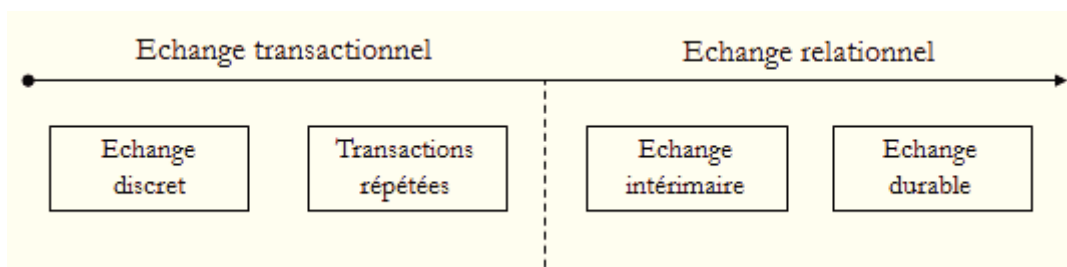 Echange transactionnel
Echange relationnel
Echange
discret
Transactions
répétées
Echange
intérimaire
Echange
durable